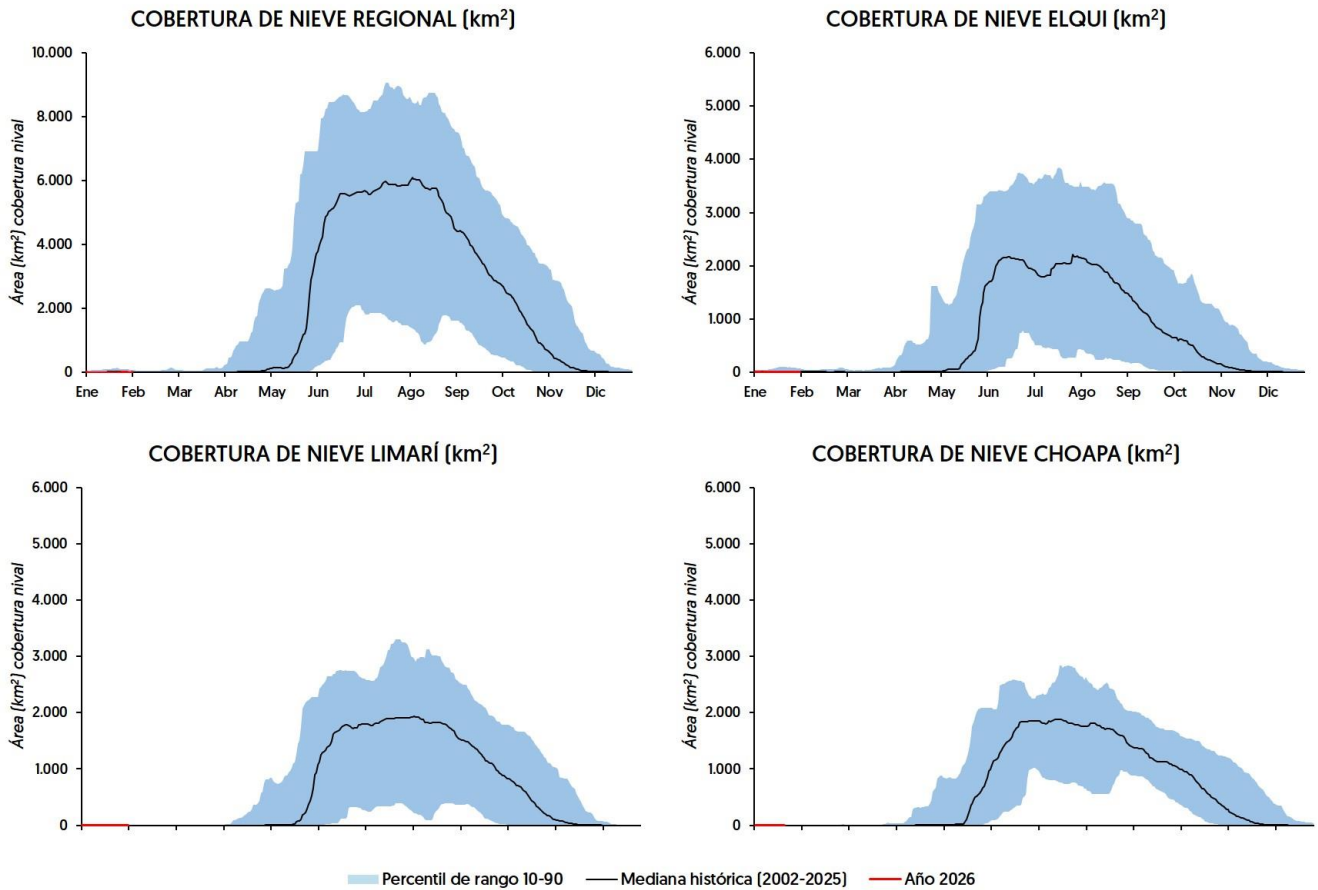 COBERTURA DE NIEVE REGIONAL (km²)
Área (km²) cobertura nival
10.000
8.000
6.000
4.000
2.000
0
Ene Feb Mar Abr May Jun Jul Ago Sep Oct Nov Dic
COBERTURA DE NIEVE ELQUI (km²)
Área (km²) cobertura nival
6.000
5.000
4.000
3.000
2.000
1.000
0
Ene Feb Mar Abr May Jun Jul Ago Sep Oct Nov Dic
COBERTURA DE NIEVE LIMARÍ (km²)
Área (km²) cobertura nival
6.000
5.000
4.000
3.000
2.000
1.000
0
COBERTURA DE NIEVE CHOAPA (km²)
Área (km²) cobertura nival
6.000
5.000
4.000
3.000
2.000
1.000
0
Percentil de rango 10-90 Mediana histórica (2002-2025) Año 2026